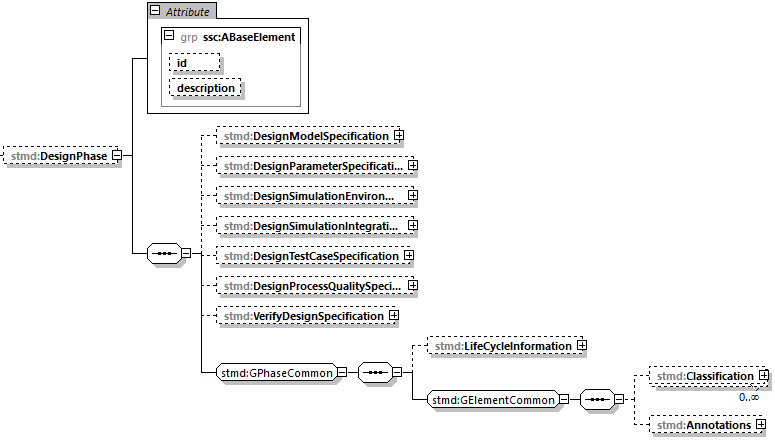 Attribute
grp ssc:ABaseElement
id
description
stmd:DesignModelSpecification
stmd:DesignPhase
stmd:DesignParameterSpecificati...
stmd:DesignSimulationEnviron...
stmd:DesignSimulationIntegrati...
stmd:DesignTestCaseSpecification
stmd:DesignProcessQualitySpeci...
stmd:VerifyDesignSpecification
stmd:LifeCycleInformation
stmd:GPhaseCommon
stmd:Classification
0..∞
stmd:GElementCommon
stmd:Annotations